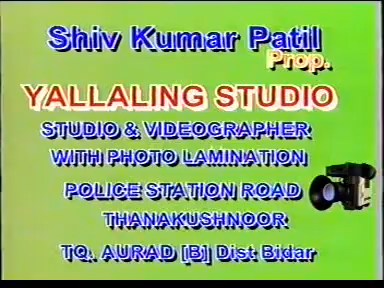 Shiv Kumar Patil
Prop.
YALLALING STUDIO
STUDIO & VIDEOGRAPHER
WITH PHOTO LAMINATION
POLICE STATION ROAD
THANAKUSHNOOR
TQ. AURAD [B] Dist Bidar